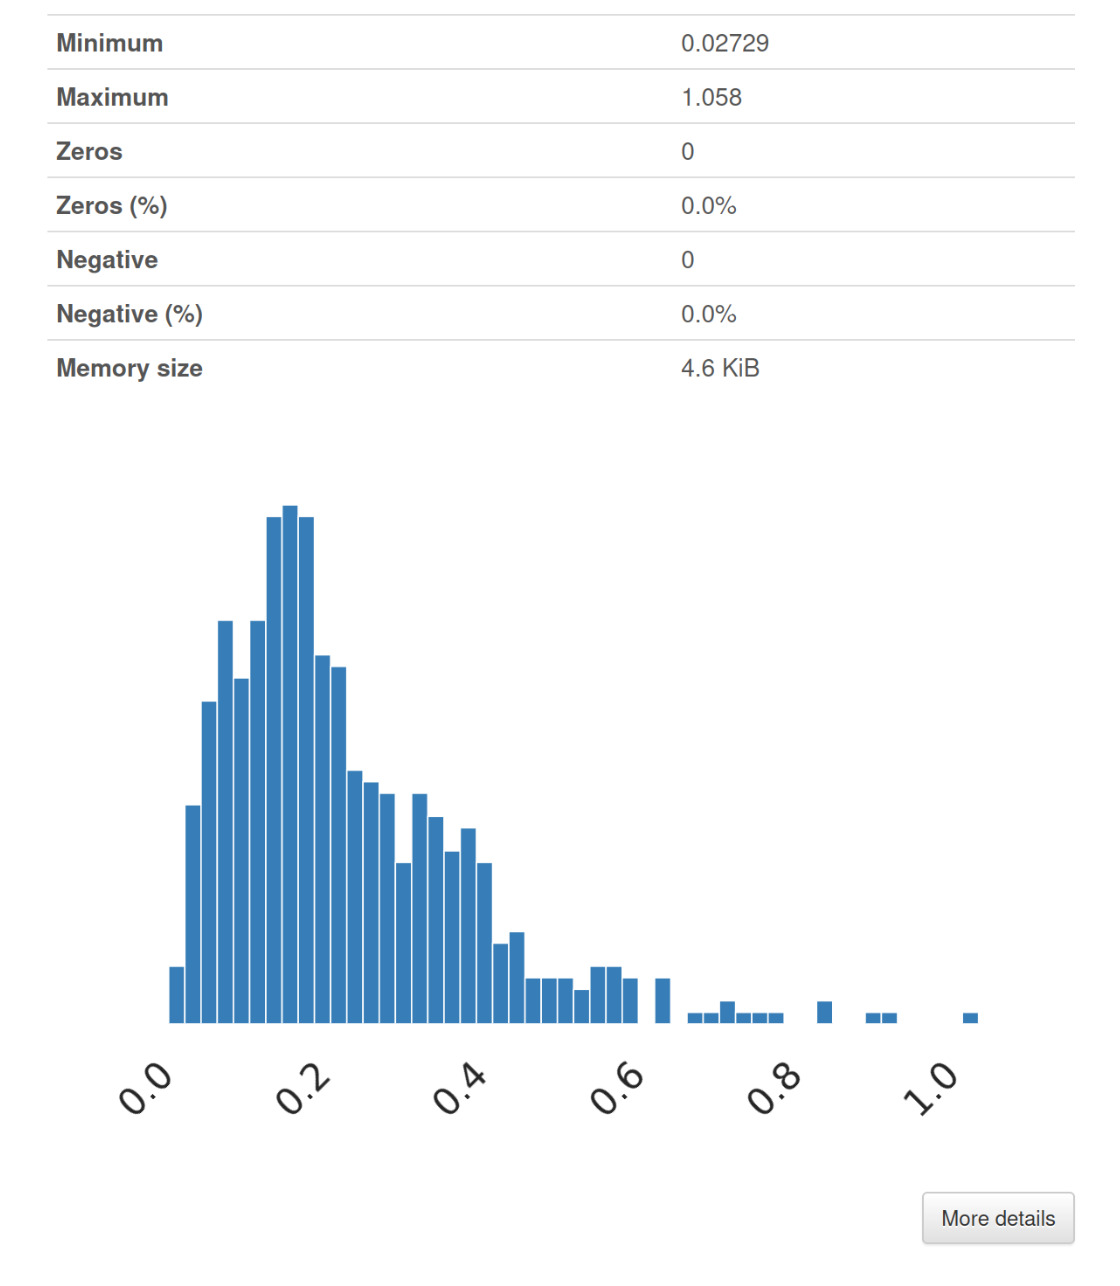 Minimum 0.02729
Maximum 1.058
Zeros 0
Zeros (%) 0.0%
Negative 0
Negative (%) 0.0%
Memory size 4.6 KiB
0.0 0.2 0.4 0.6 0.8 1.0
More details